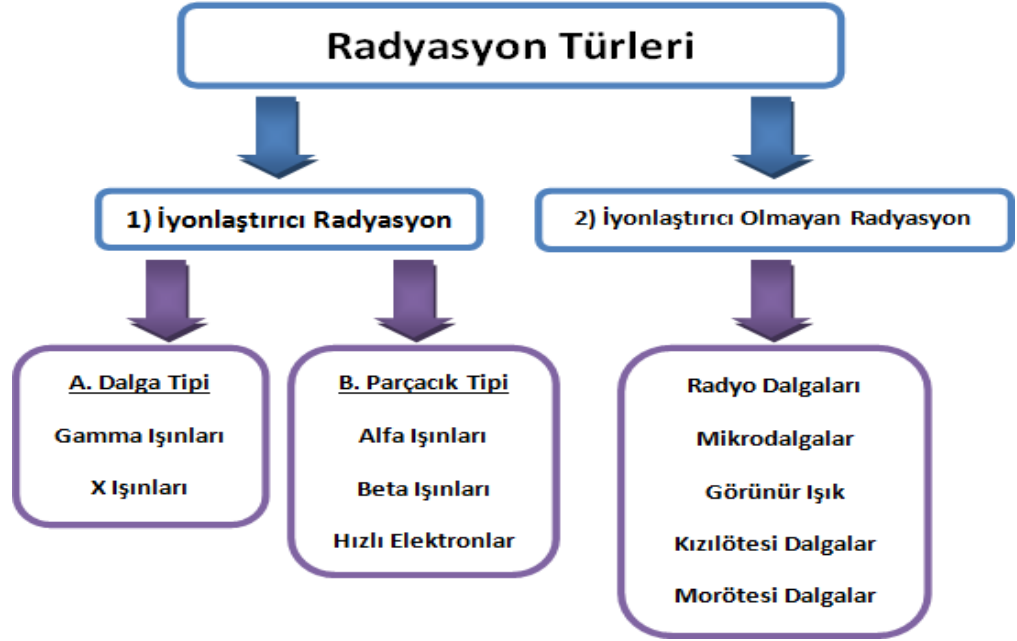 Radyasyon Türleri
1) İyonlaştırıcı Radyasyon
2) İyonlaştırıcı Olmayan Radyasyon
A. Dalga Tipi
Gamma Işınları
X Işınları
B. Parçacık Tipi
Alfa Işınları
Beta Işınları
Hızlı Elektronlar
Radyo Dalgaları
Mikrodalgalar
Görünür Işık
Kızılötesi Dalgalar
Morötesi Dalgalar